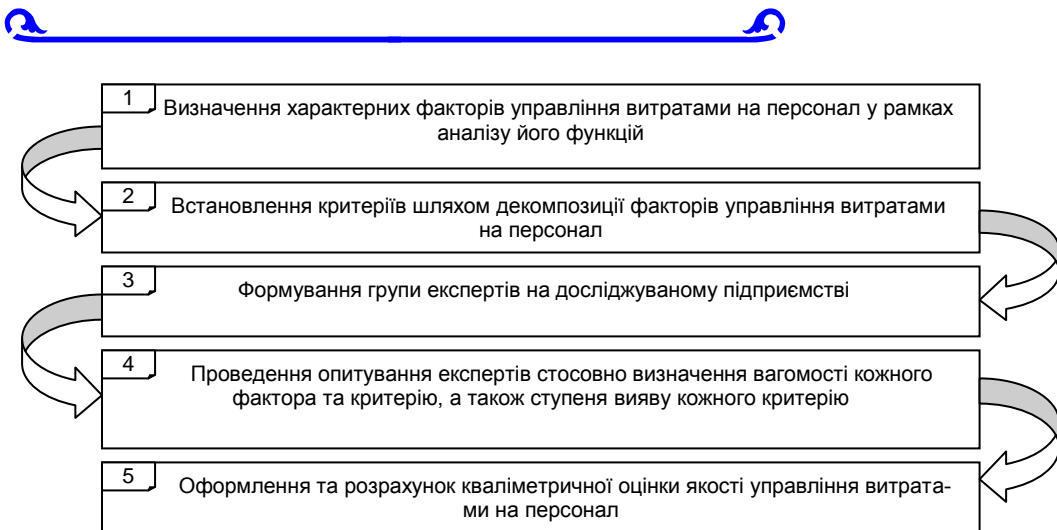 1
Визначення характерних факторів управління витратами на персонал у рамках
аналізу його функцій
2
Встановлення критеріїв шляхом декомпозиції факторів управління витратами
на персонал
3
Формування групи експертів на досліджуваному підприємстві
4
Проведення опитування експертів стосовно визначення вагомості кожного
фактора та критерію, а також ступеня вияву кожного критерію
5
Оформлення та розрахунок кваліметричної оцінки якості управління витрата-
ми на персонал